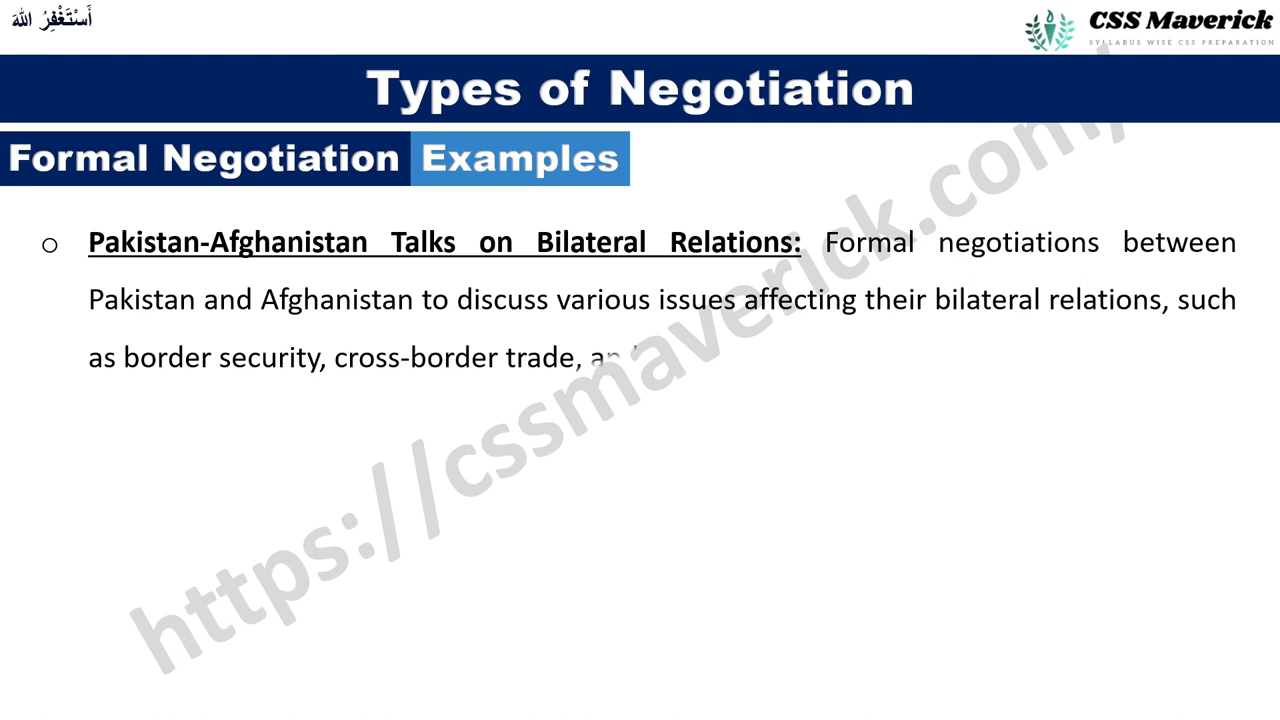 أَسْتَغْفِرُ اللهَ
CSS Maverick
SYLLABUS WISE CSS PREPARATION
Types of Negotiation
Formal Negotiation Examples
o Pakistan-Afghanistan Talks on Bilateral Relations: Formal negotiations between
Pakistan and Afghanistan to discuss various issues affecting their bilateral relations, such
as border security, cross-border trade,
https://cssmaverick.com/